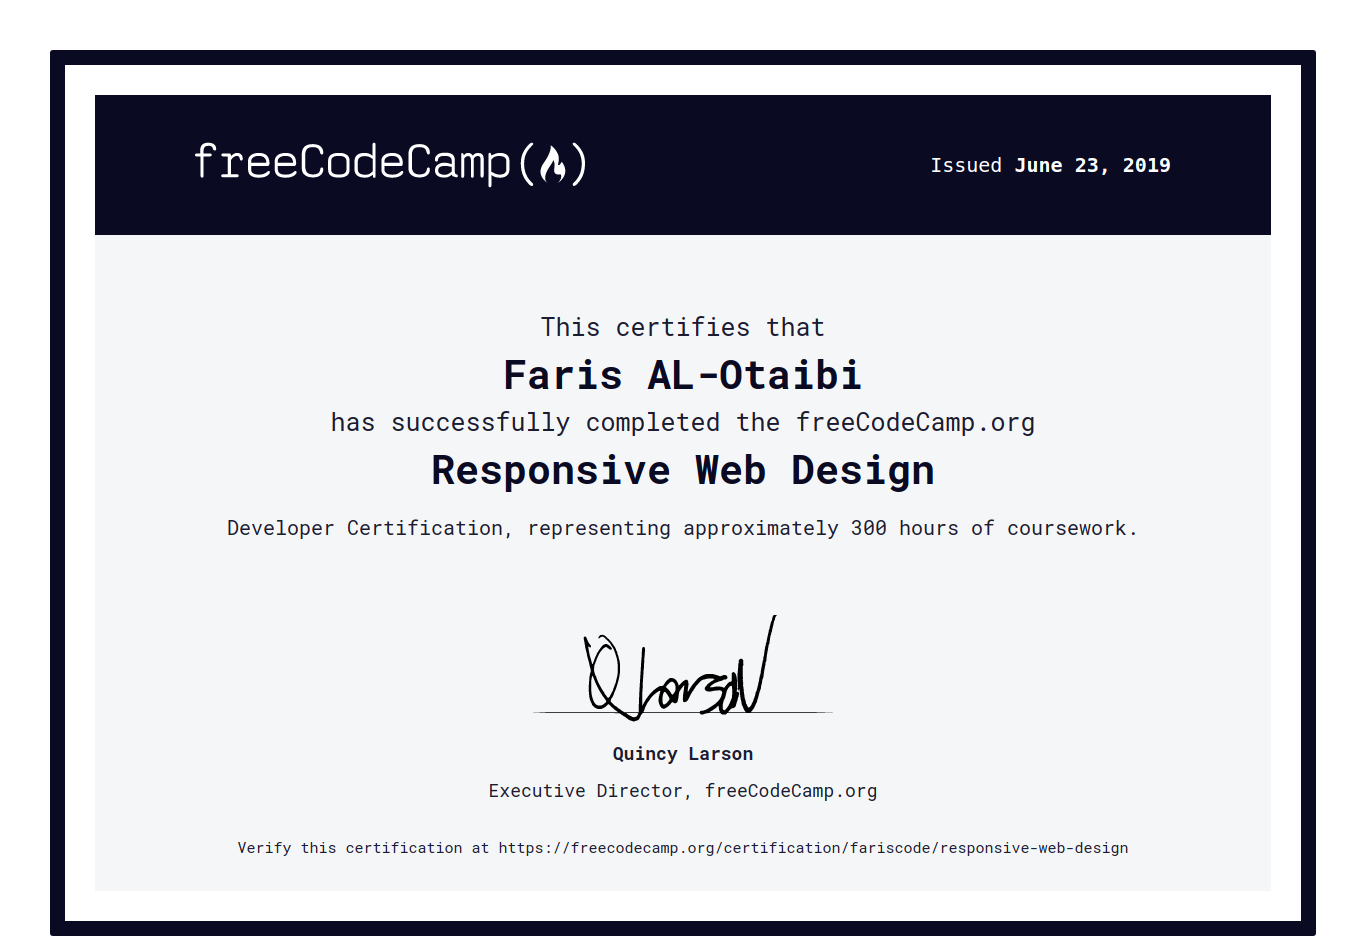 freeCodeCamp(🔥)
Issued June 23, 2019
This certifies that
Faris AL-Otaibi
has successfully completed the freeCodeCamp.org
Responsive Web Design
Developer Certification, representing approximately 300 hours of coursework.
Q Larson
Quincy Larson
Executive Director, freeCodeCamp.org
Verify this certification at https://freecodecamp.org/certification/fariscode/responsive-web-design